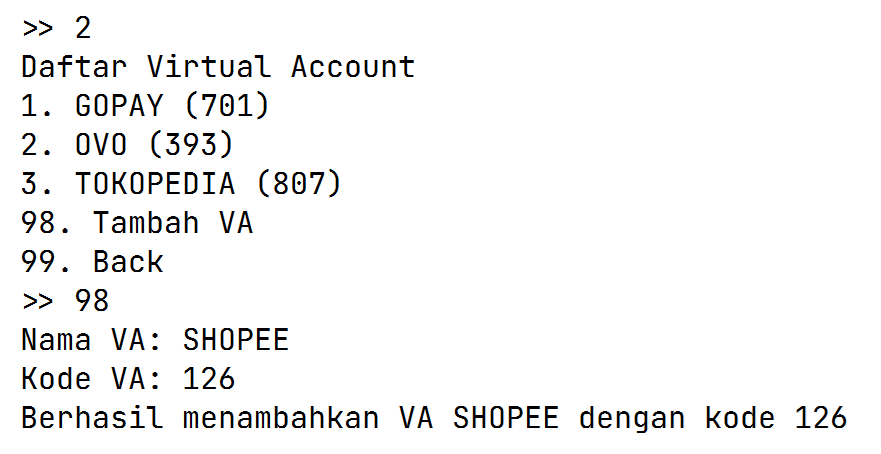 >> 2
Daftar Virtual Account
1. GOPAY (701)
2. OVO (393)
3. TOKOPEDIA (807)
98. Tambah VA
99. Back
>> 98
Nama VA: SHOPEE
Kode VA: 126
Berhasil menambahkan VA SHOPEE dengan kode 126